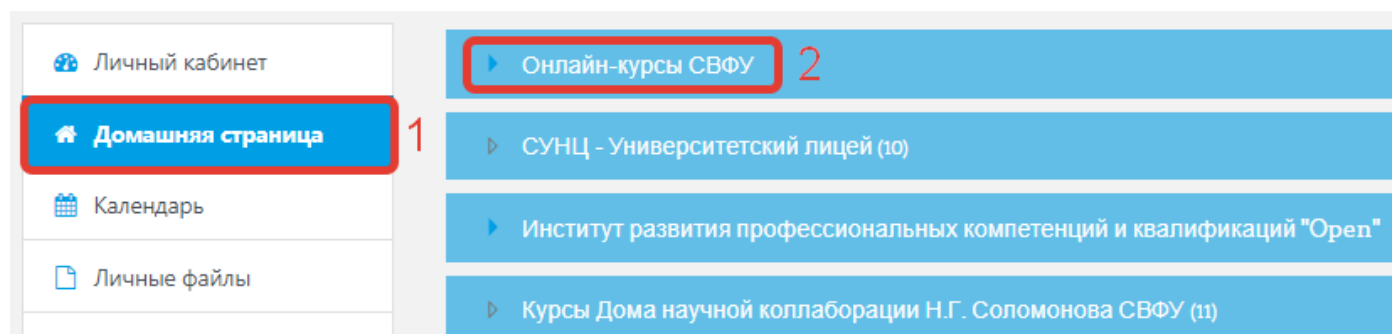 Личный кабинет
Домашняя страница
1
Календарь
Личные файлы
Онлайн-курсы СВФУ
2
СУНЦ - Университетский лицей (10)
Институт развития профессиональных компетенций и квалификаций "Open"
Курсы Дома научной коллаборации Н.Г. Соломонова СВФУ (11)